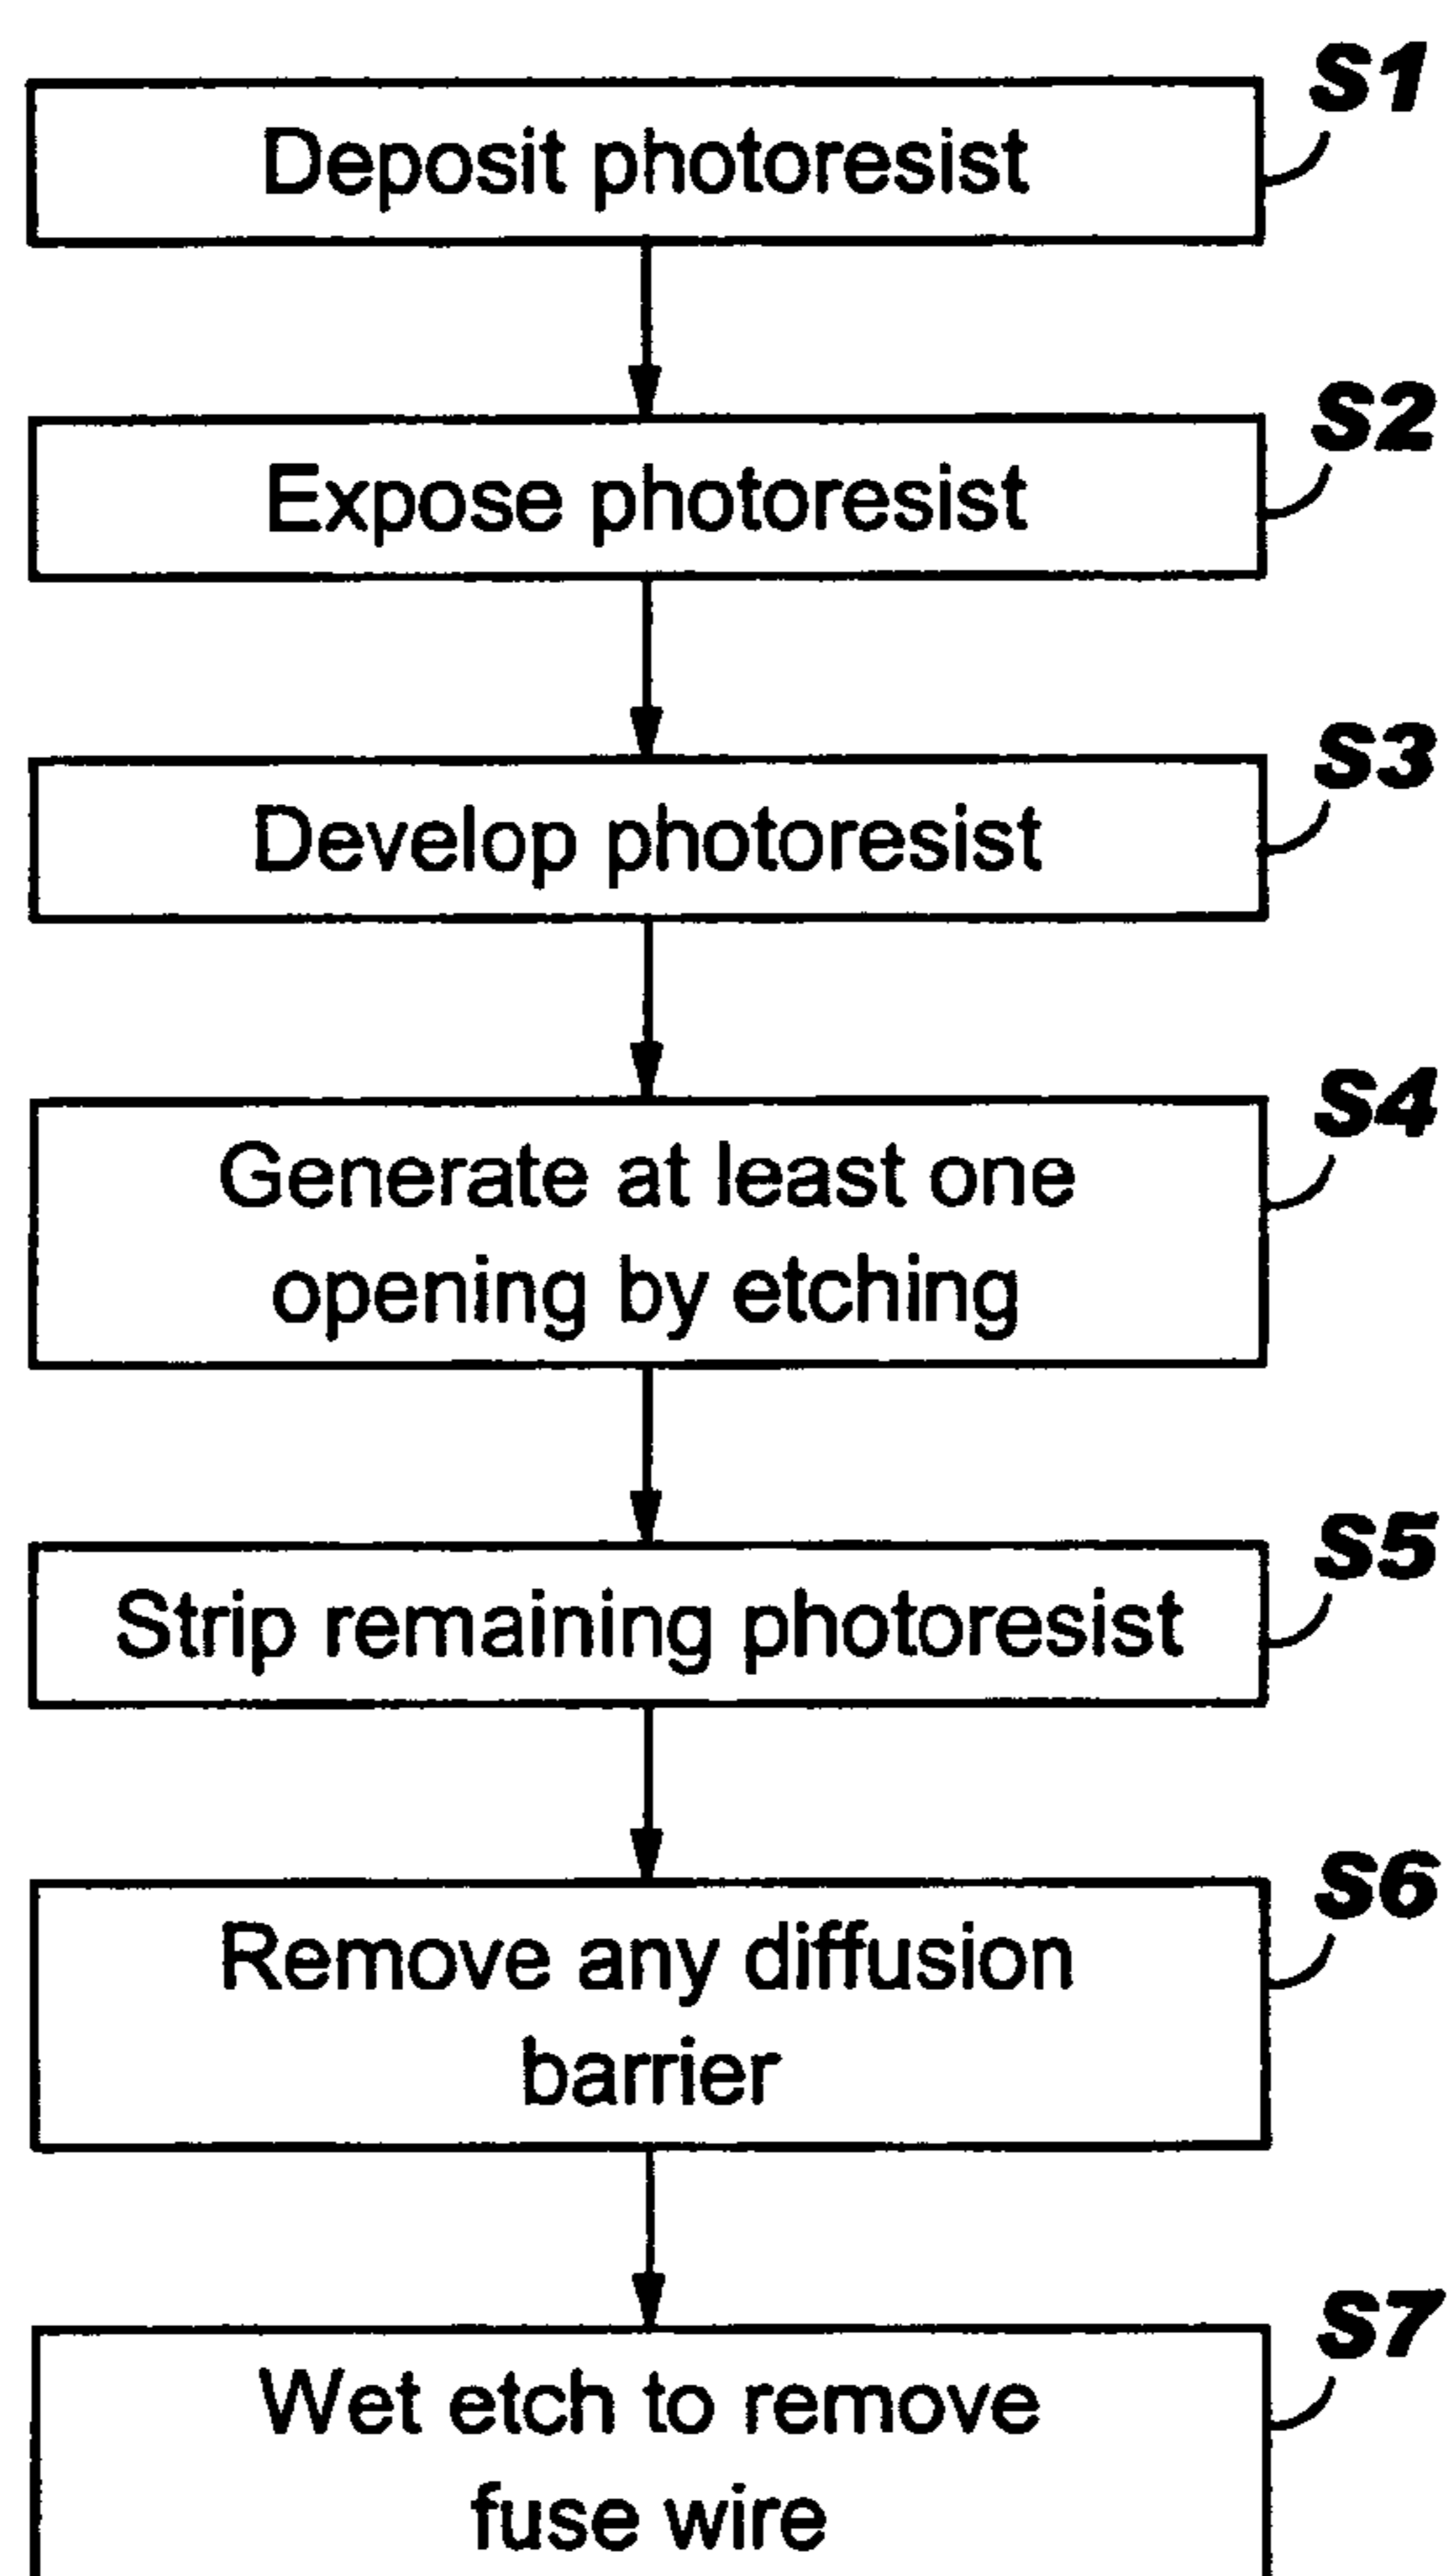 S1
Deposit photoresist
S2
Expose photoresist
S3
Develop photoresist
S4
Generate at least one
opening by etching
S5
Strip remaining photoresist
S6
Remove any diffusion
barrier
S7
Wet etch to remove
fuse wire